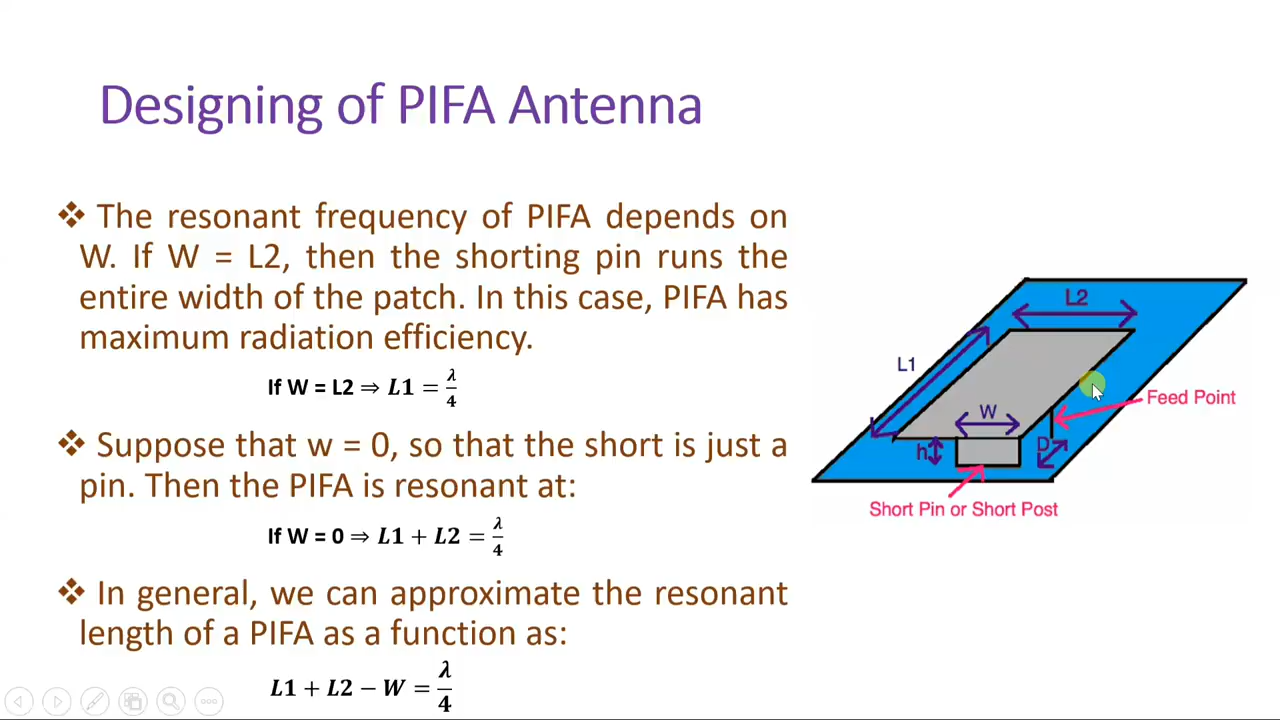 Designing of PIFA Antenna
❖ The resonant frequency of PIFA depends on
W. If W = L2, then the shorting pin runs the
entire width of the patch. In this case, PIFA has
maximum radiation efficiency.
If W = L2 ⇒ L1 = λ/4
❖ Suppose that w = 0, so that the short is just a
pin. Then the PIFA is resonant at:
If W = 0 ⇒ L1 + L2 = λ/4
❖ In general, we can approximate the resonant
length of a PIFA as a function as:
L1 + L2 − W = λ/4
L2
L1
W
Feed Point
h
D
Short Pin or Short Post